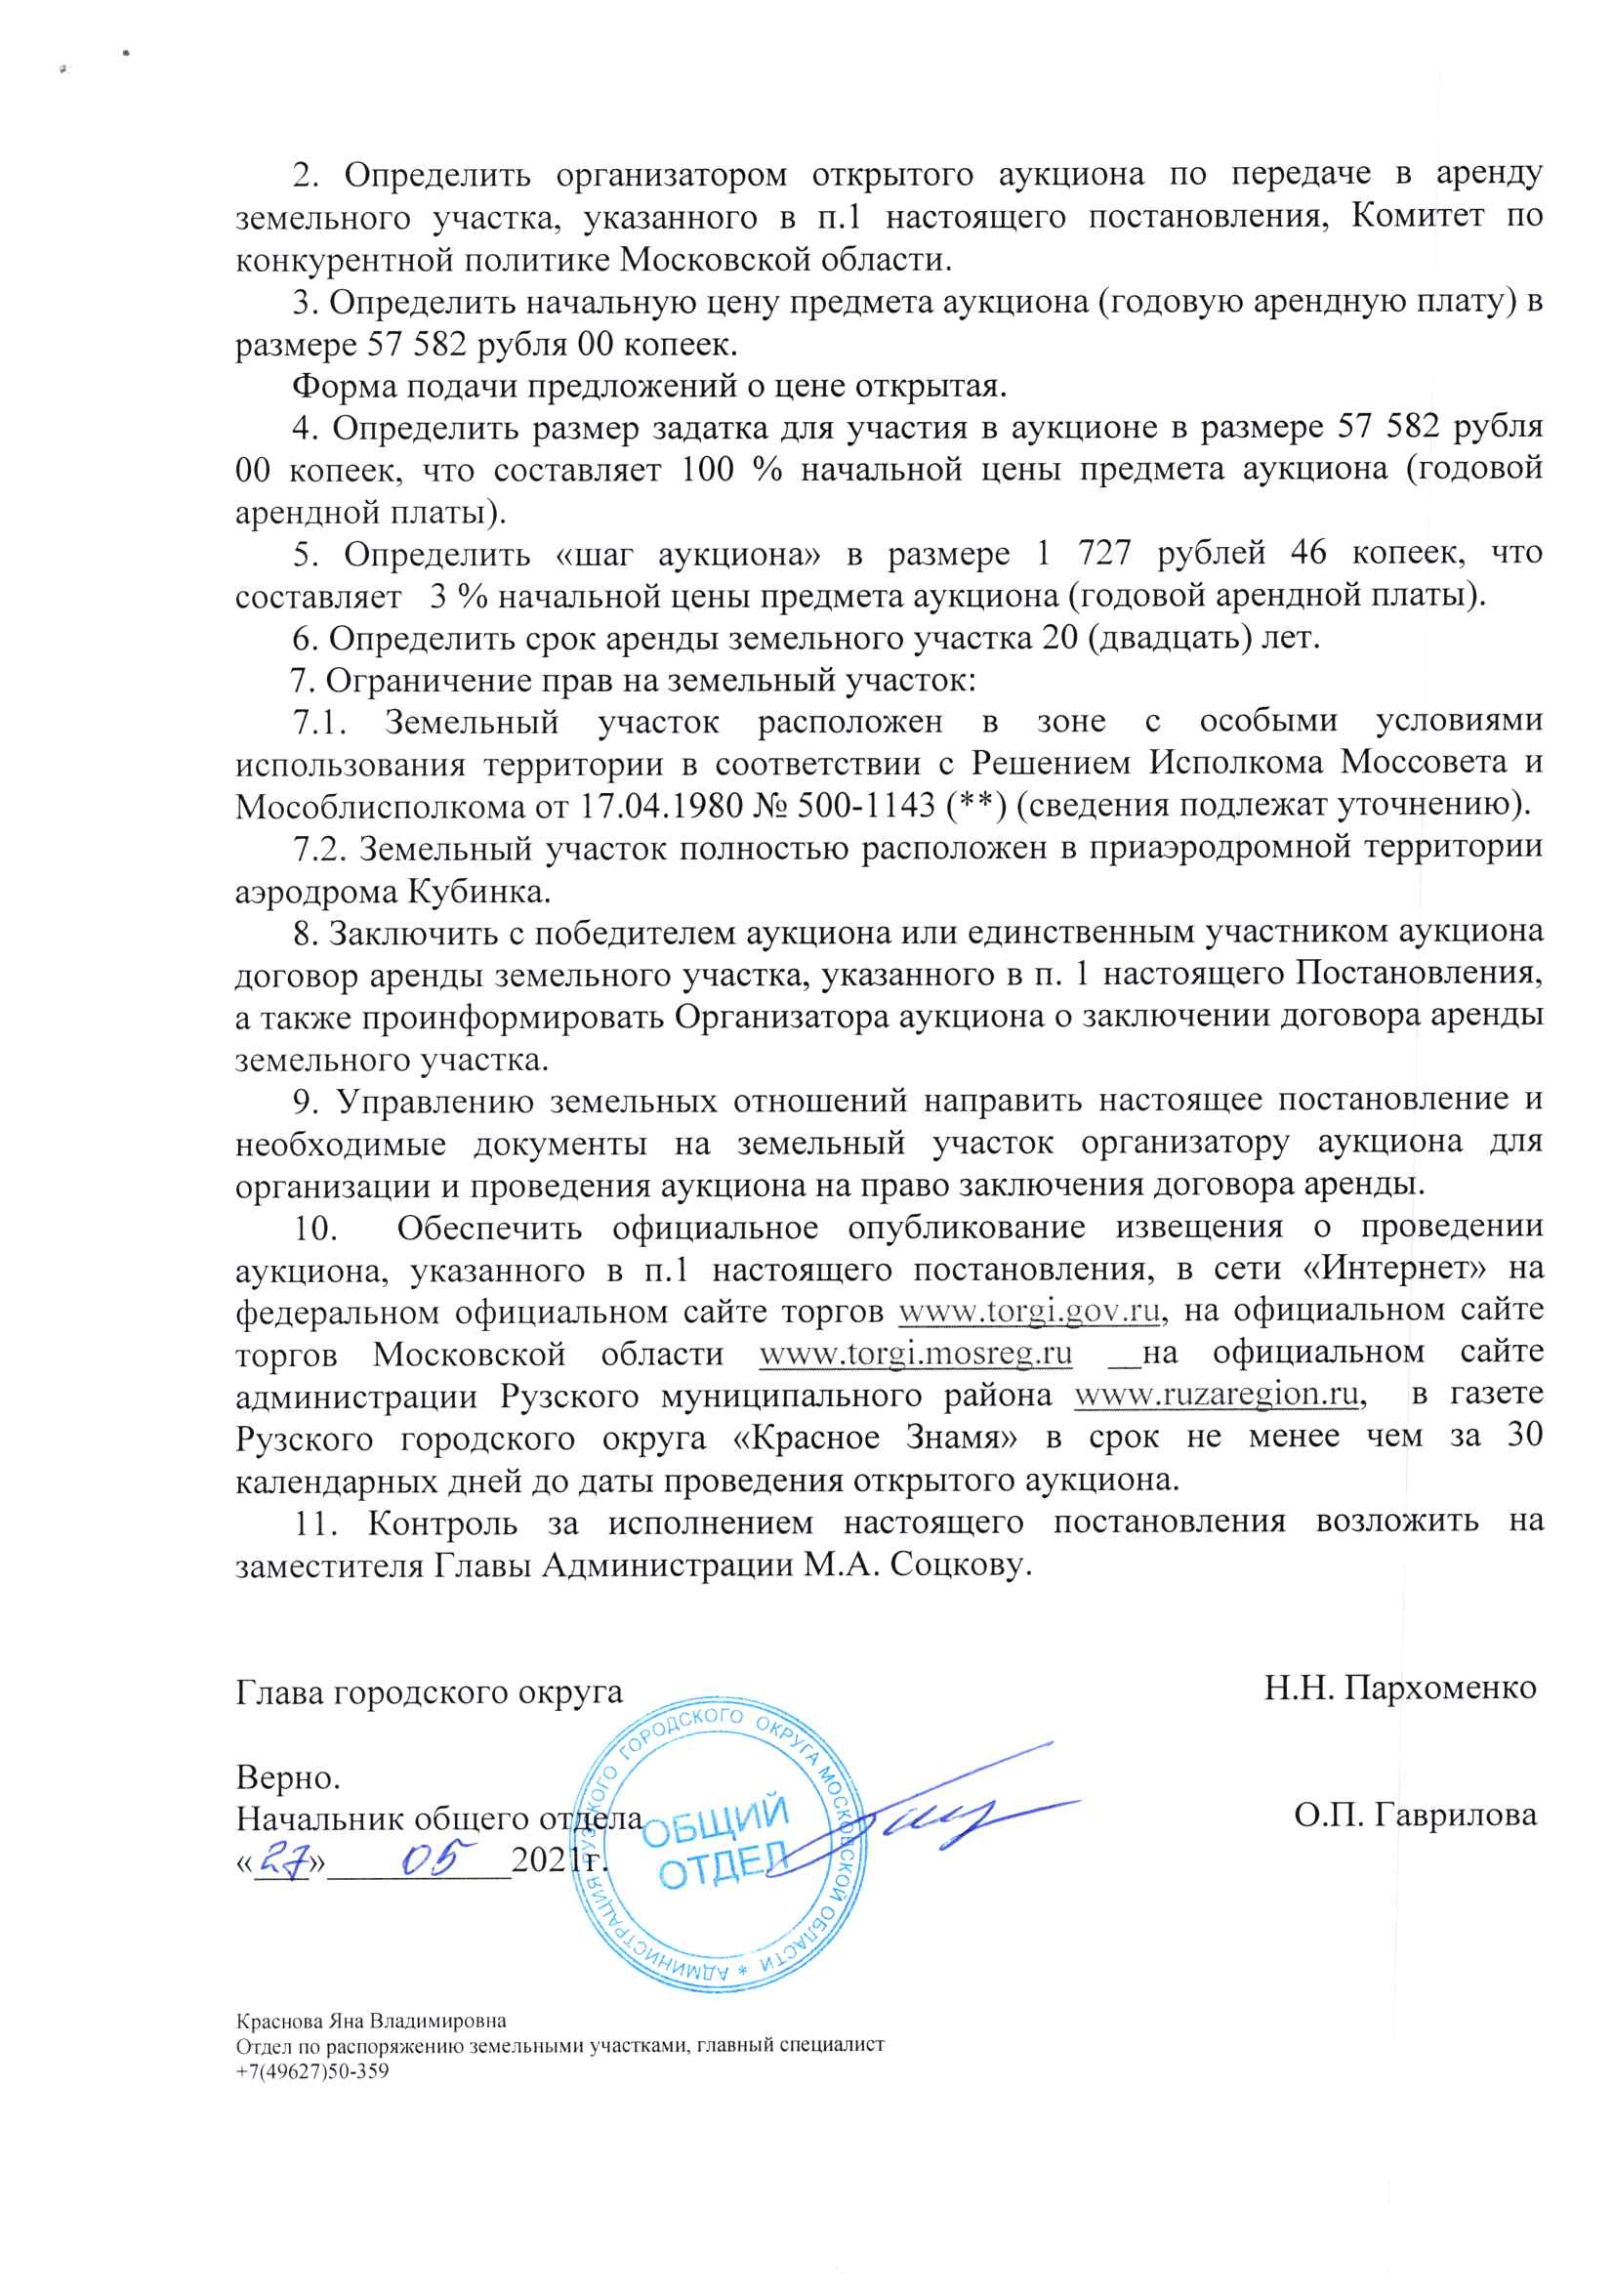 2. Определить организатором открытого аукциона по передаче в аренду
земельного участка, указанного в п.1 настоящего постановления, Комитет по
конкурентной политике Московской области.
3. Определить начальную цену предмета аукциона (годовую арендную плату) в
размере 57 582 рубля 00 копеек.
Форма подачи предложений о цене открытая.
4. Определить размер задатка для участия в аукционе в размере 57 582 рубля
00 копеек, что составляет 100 % начальной цены предмета аукциона (годовой
арендной платы).
5. Определить «шаг аукциона» в размере 1 727 рублей 46 копеек, что
составляет 3 % начальной цены предмета аукциона (годовой арендной платы).
6. Определить срок аренды земельного участка 20 (двадцать) лет.
7. Ограничение прав на земельный участок:
7.1. Земельный участок расположен в зоне с особыми условиями
использования территории в соответствии с Решением Исполкома Моссовета и
Мособлисполкома от 17.04.1980 № 500-1143 (**) (сведения подлежат уточнению).
7.2. Земельный участок полностью расположен в приаэродромной территории
аэродрома Кубинка.
8. Заключить с победителем аукциона или единственным участником аукциона
договор аренды земельного участка, указанного в п. 1 настоящего Постановления,
а также проинформировать Организатора аукциона о заключении договора аренды
земельного участка.
9. Управлению земельных отношений направить настоящее постановление и
необходимые документы на земельный участок организатору аукциона для
организации и проведения аукциона на право заключения договора аренды.
10. Обеспечить официальное опубликование извещения о проведении
аукциона, указанного в п.1 настоящего постановления, в сети «Интернет» на
федеральном официальном сайте торгов www.torgi.gov.ru, на официальном сайте
торгов Московской области www.torgi.mosreg.ru __на официальном сайте
администрации Рузского муниципального района www.ruzaregion.ru, в газете
Рузского городского округа «Красное Знамя» в срок не менее чем за 30
календарных дней до даты проведения открытого аукциона.
11. Контроль за исполнением настоящего постановления возложить на
заместителя Главы Администрации М.А. Соцкову.
Глава городского округа Н.Н. Пархоменко
Верно.
Начальник общего отдела О.П. Гаврилова
«27» 05 2021г.
АДМИНИСТРАЦИЯ РУЗСКОГО ГОРОДСКОГО ОКРУГА МОСКОВСКОЙ ОБЛАСТИ *
ОБЩИЙ
ОТДЕЛ
Краснова Яна Владимировна
Отдел по распоряжению земельными участками, главный специалист
+7(49627)50-359